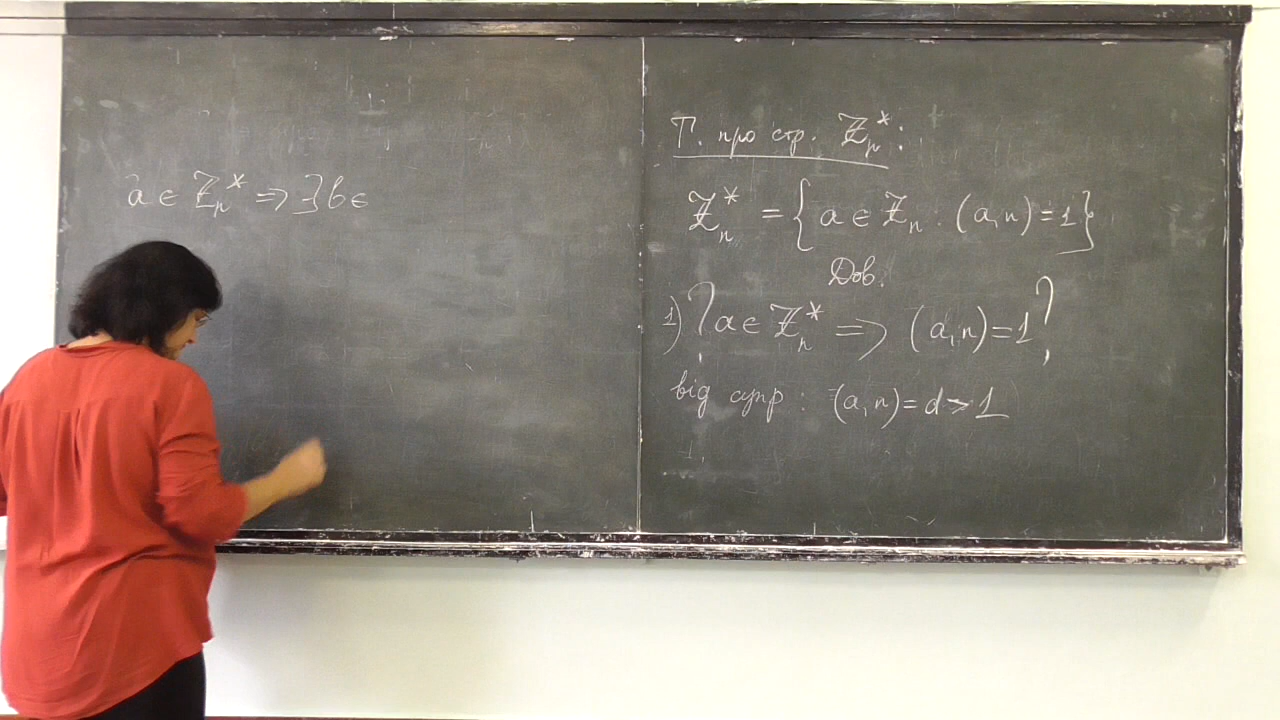 a ∈ ℤₙ* ⇒ ∃ b ∈
Т. про стр. ℤₙ*:
ℤₙ* = { a ∈ ℤₙ : (a, n) = 1 }
Дов.
1) ? a ∈ ℤₙ* ⇒ (a, n) = 1 ?
від супр : (a, n) = d > 1